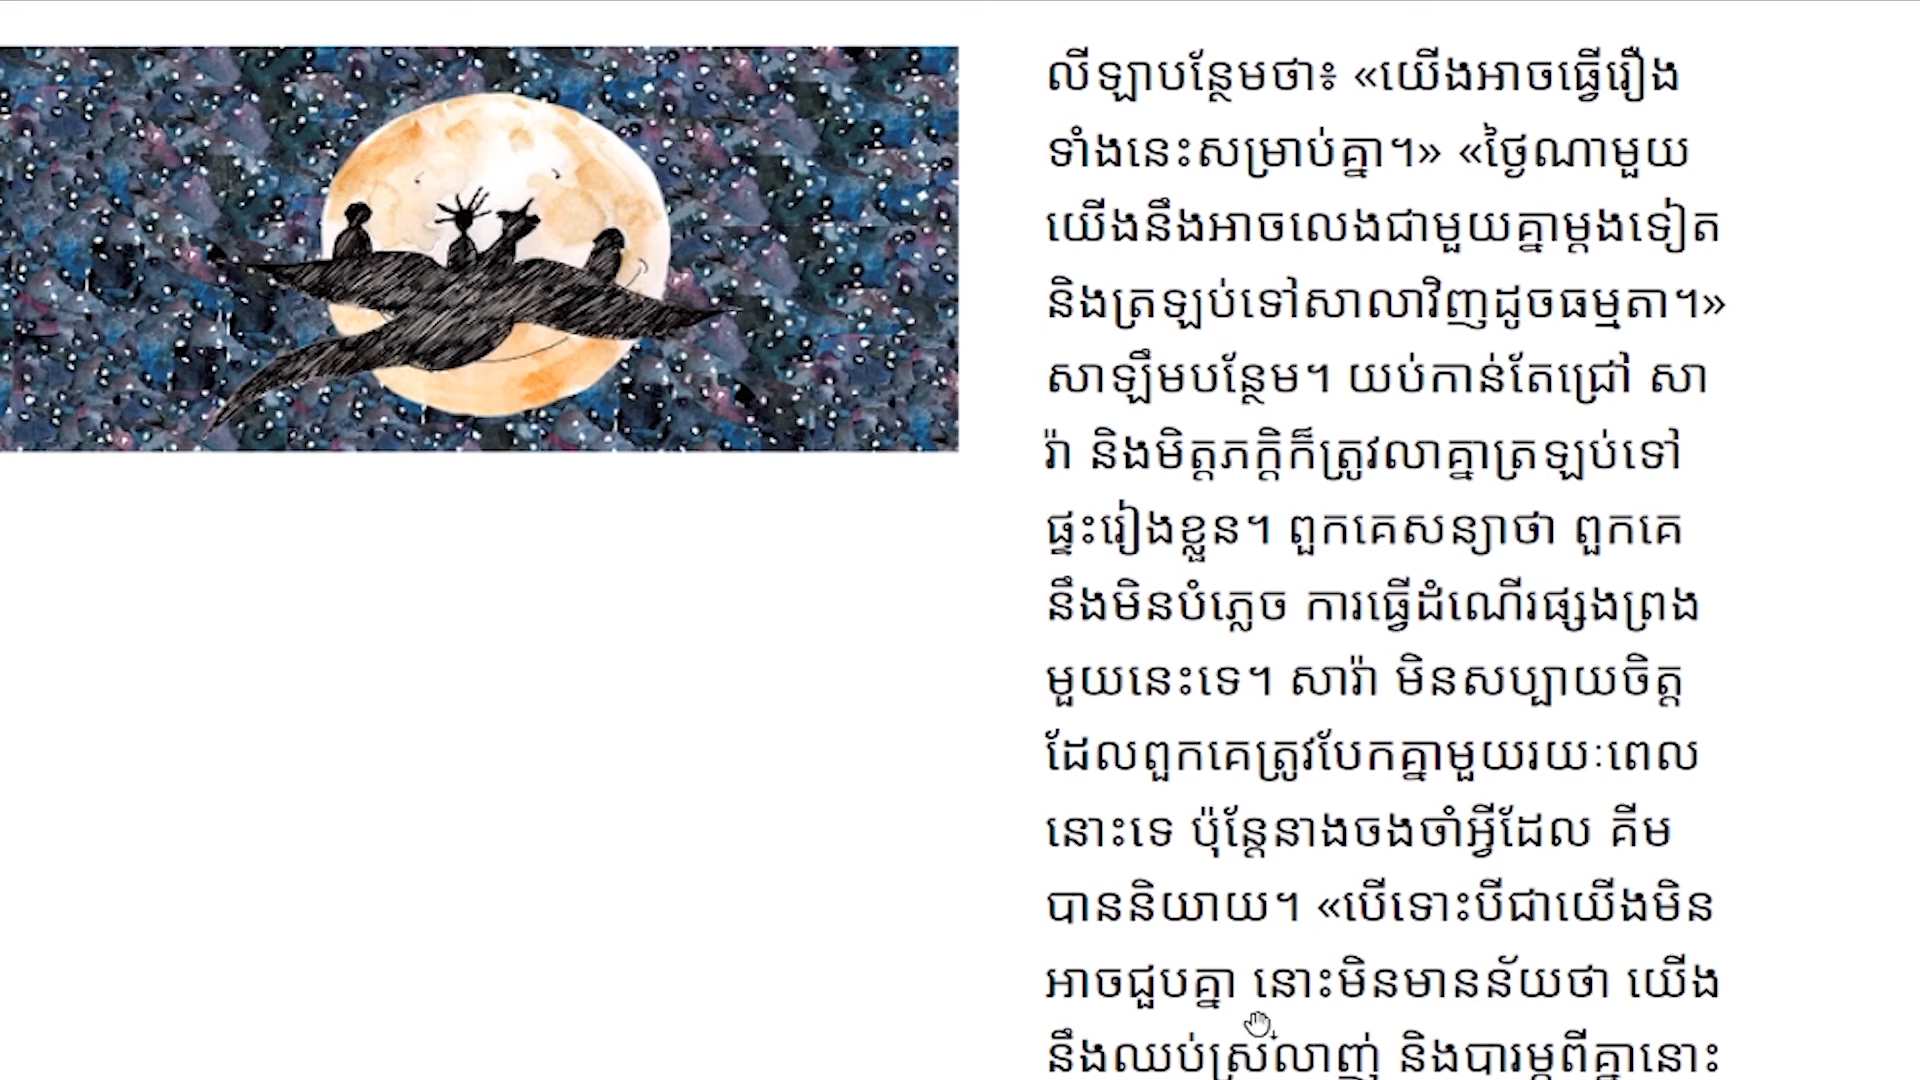 លីឡាបន្ថែមថា៖ «យើងអាចធ្វើរឿង
ទាំងនេះសម្រាប់គ្នា។» «ថ្ងៃណាមួយ
យើងនឹងអាចលេងជាមួយគ្នាម្ដងទៀត
និងត្រឡប់ទៅសាលាវិញដូចធម្មតា។»
សាឡឹមបន្ថែម។ យប់កាន់តែជ្រៅ សា
រ៉ា និងមិត្តភក្ដិក៏ត្រូវលាគ្នាត្រឡប់ទៅ
ផ្ទះរៀងខ្លួន។ ពួកគេសន្យាថា ពួកគេ
នឹងមិនបំភ្លេច ការធ្វើដំណើរផ្សងព្រេង
មួយនេះទេ។ សារ៉ា មិនសប្បាយចិត្ត
ដែលពួកគេត្រូវបែកគ្នាមួយរយៈពេល
នោះទេ ប៉ុន្តែនាងចងចាំអ្វីដែល គីម
បាននិយាយ។ «បើទោះបីជាយើងមិន
អាចជួបគ្នា នោះមិនមានន័យថា យើង
នឹងឈប់ស្រលាញ់ និងបារម្ភពីគ្នានោះ